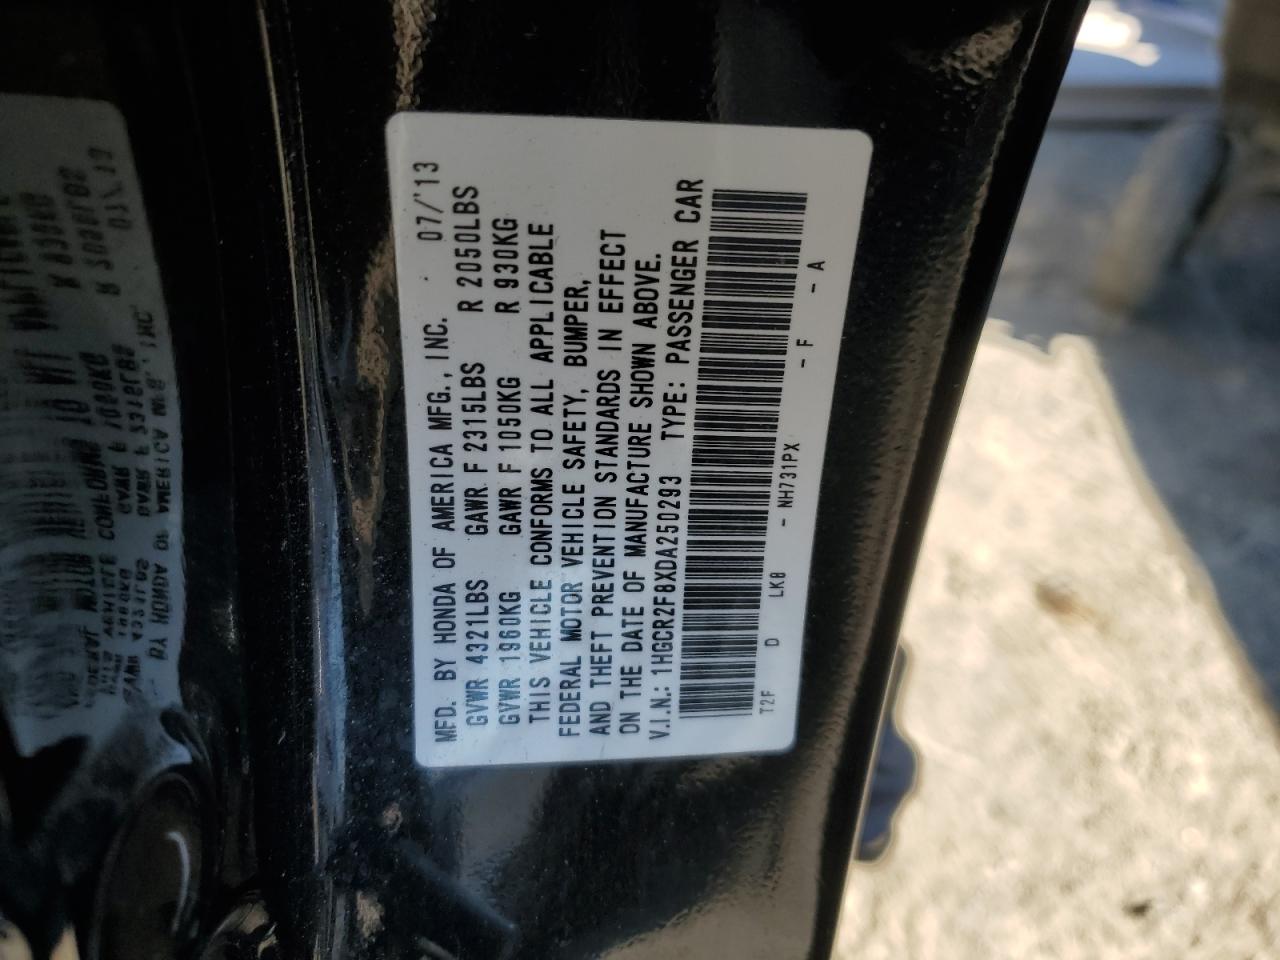 MFD. BY HONDA OF AMERICA MFG., INC. 07/'13
GVWR 4321LBS GAWR F 2315LBS R 2050LBS
GVWR 1960KG GAWR F 1050KG R 930KG
THIS VEHICLE CONFORMS TO ALL APPLICABLE
FEDERAL MOTOR VEHICLE SAFETY, BUMPER,
AND THEFT PREVENTION STANDARDS IN EFFECT
ON THE DATE OF MANUFACTURE SHOWN ABOVE.
V.I.N.: 1HGCR2F8XDA250293 TYPE: PASSENGER CAR
T2F D LK8 - NH731PX - F - A